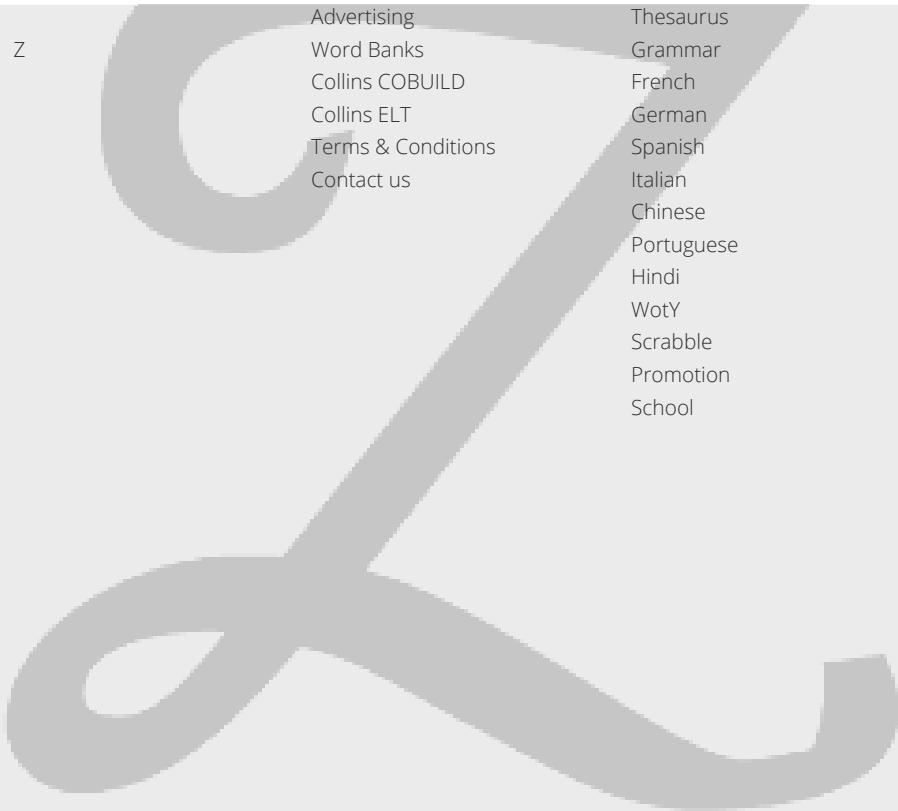 Z
Advertising
Word Banks
Collins COBUILD
Collins ELT
Terms & Conditions
Contact us
Thesaurus
Grammar
French
German
Spanish
Italian
Chinese
Portuguese
Hindi
WotY
Scrabble
Promotion
School